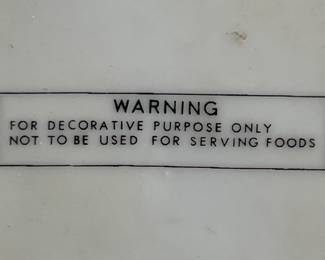 WARNING
FOR DECORATIVE PURPOSE ONLY
NOT TO BE USED FOR SERVING FOODS